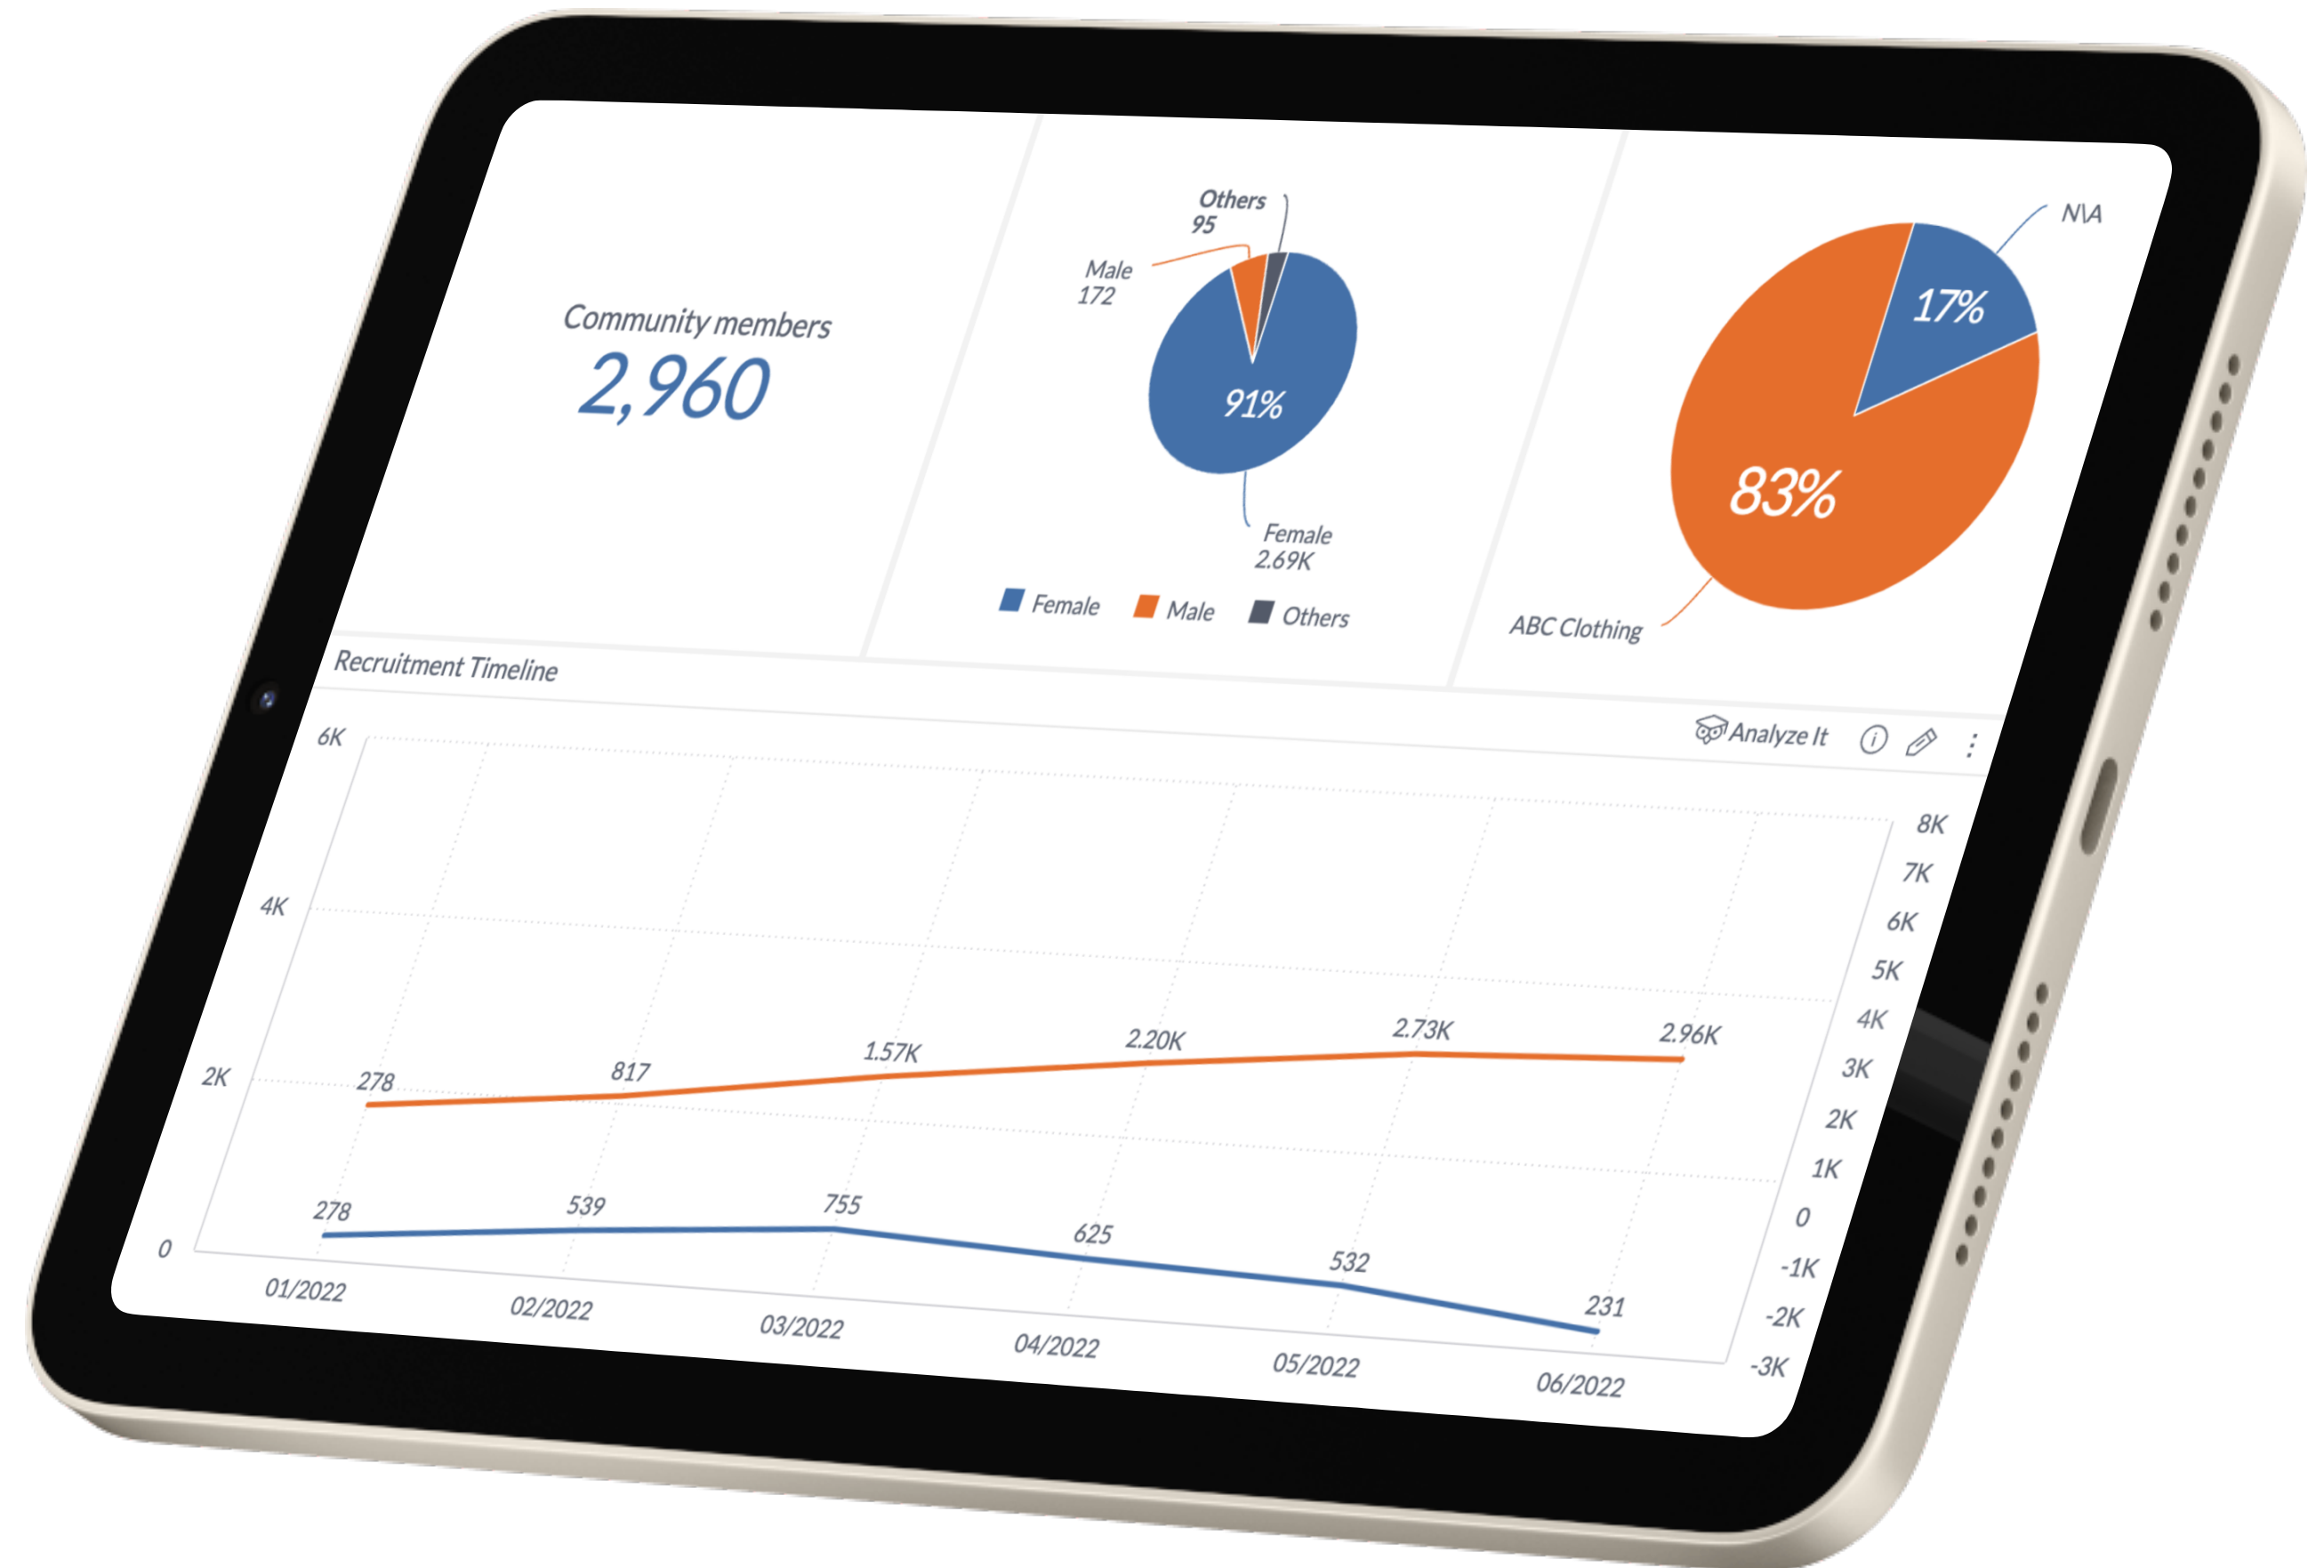 Community members
2,960
Others
95
Male
172
91%
Female
2.69K
Female Male Others
N\A
17%
83%
ABC Clothing
Recruitment Timeline
Analyze It
6K
4K
2K
0
8K
7K
6K
5K
4K
3K
2K
1K
0
-1K
-2K
-3K
278 817 1.57K 2.20K 2.73K 2.96K
278 539 755 625 532 231
01/2022 02/2022 03/2022 04/2022 05/2022 06/2022